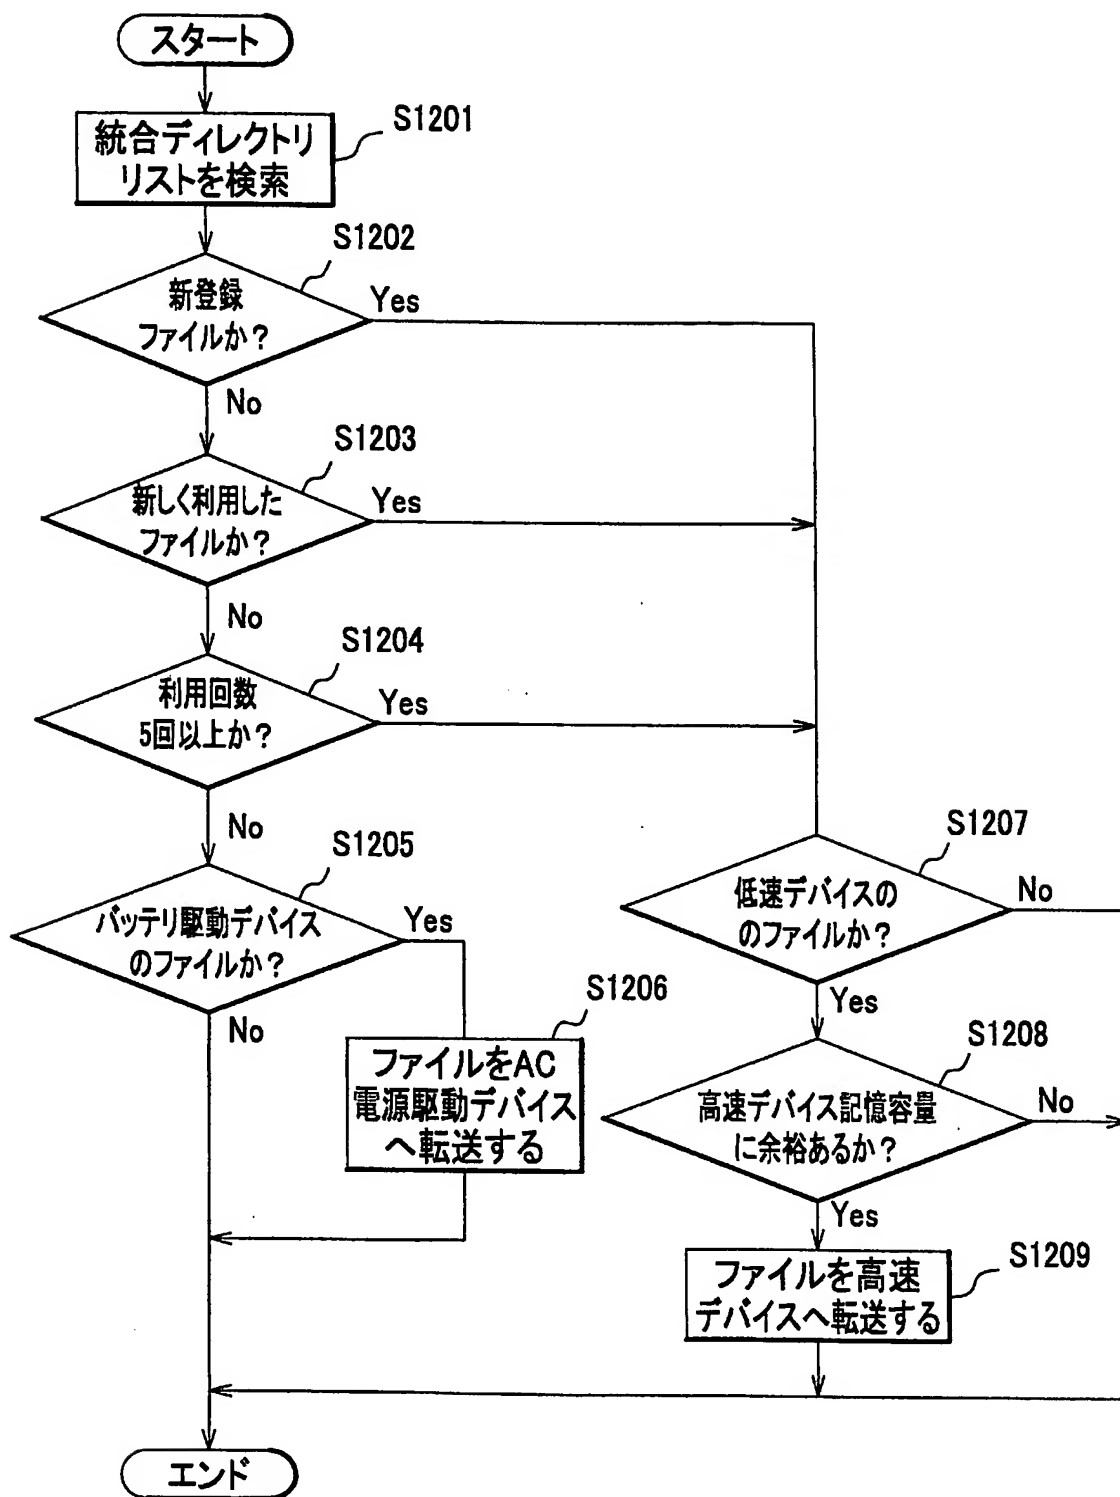 スタート
統合ディレクトリ
リストを検索
S1201
S1202
新登録
ファイルか？
Yes
No
S1203
新しく利用した
ファイルか？
Yes
No
S1204
利用回数
5回以上か？
Yes
No
S1205
バッテリ駆動デバイス
のファイルか？
Yes
No
S1206
ファイルをAC
電源駆動デバイス
へ転送する
S1207
低速デバイスの
のファイルか？
No
Yes
S1208
高速デバイス記憶容量
に余裕あるか？
No
Yes
S1209
ファイルを高速
デバイスへ転送する
エンド